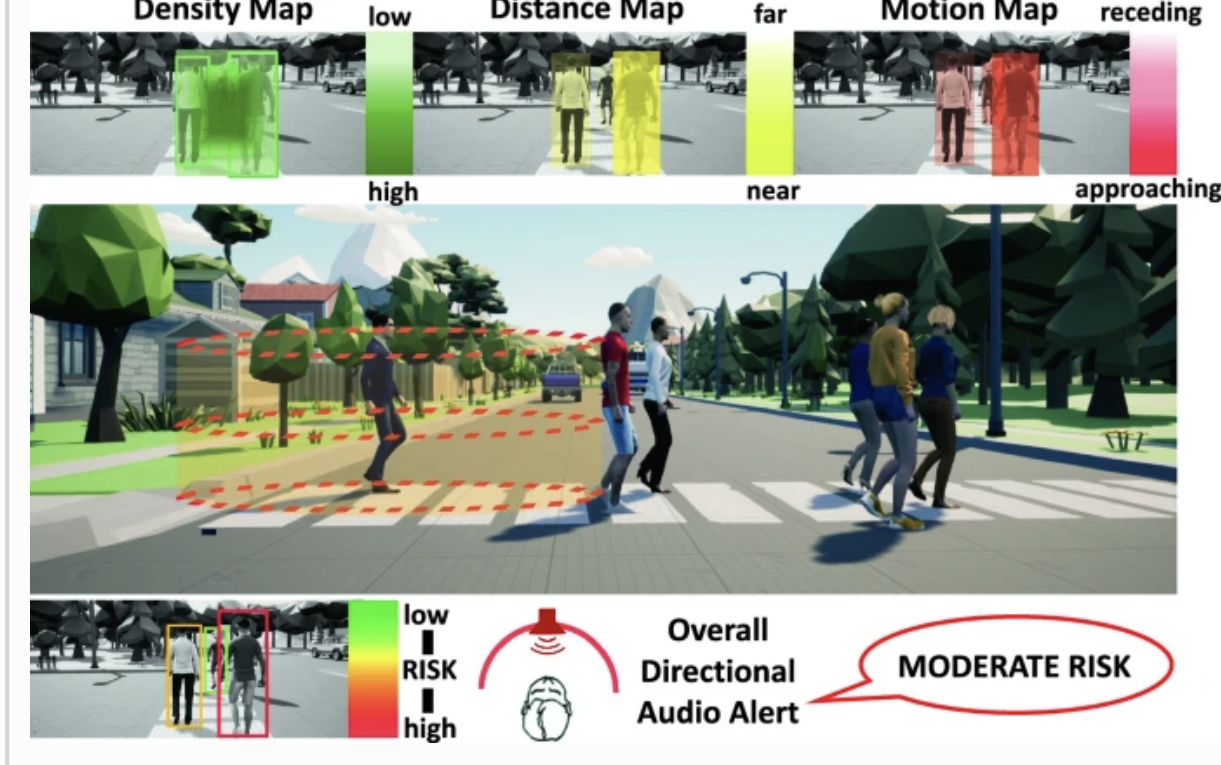 Density Map
low
Distance Map
far
Motion Map
receding
high
near
approaching
low
RISK
high
Overall
Directional
Audio Alert
MODERATE RISK